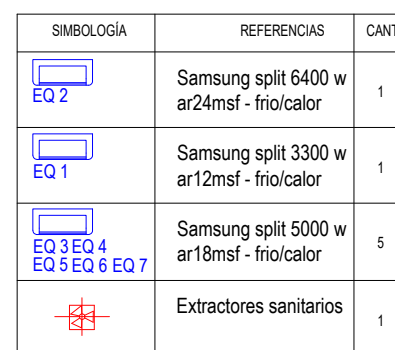 SIMBOLOGÍA REFERENCIAS CANT
EQ 2
Samsung split 6400 w
ar24msf - frio/calor
1
EQ 1
Samsung split 3300 w
ar12msf - frio/calor
1
EQ 3 EQ 4
EQ 5 EQ 6 EQ 7
Samsung split 5000 w
ar18msf - frio/calor
5
Extractores sanitarios
1